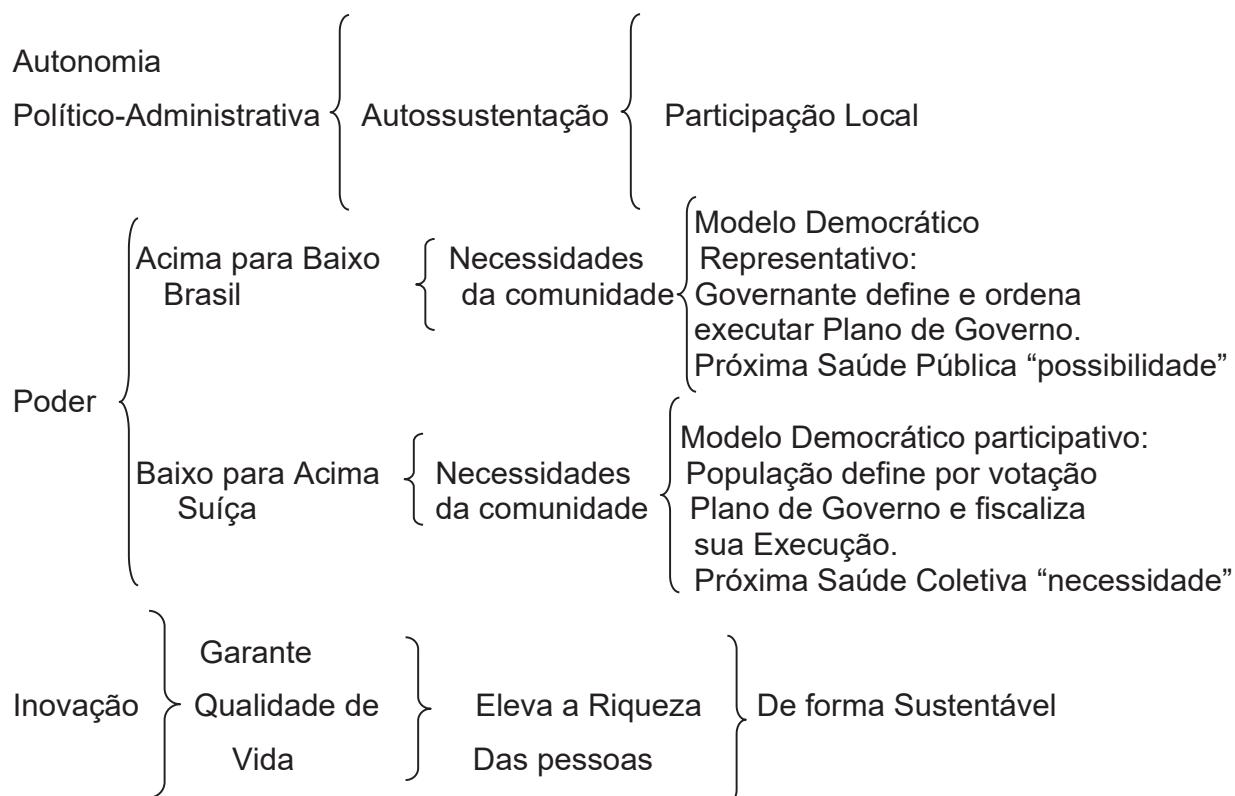 Autonomia
Político-Administrativa
Autossustentação
Participação Local
Poder
Acima para Baixo
Brasil
Necessidades
da comunidade
Modelo Democrático
Representativo:
Governante define e ordena
executar Plano de Governo.
Próxima Saúde Pública “possibilidade”
Baixo para Acima
Suíça
Necessidades
da comunidade
Modelo Democrático participativo:
População define por votação
Plano de Governo e fiscaliza
sua Execução.
Próxima Saúde Coletiva “necessidade”
Inovação
Garante
Qualidade de
Vida
Eleva a Riqueza
Das pessoas
De forma Sustentável